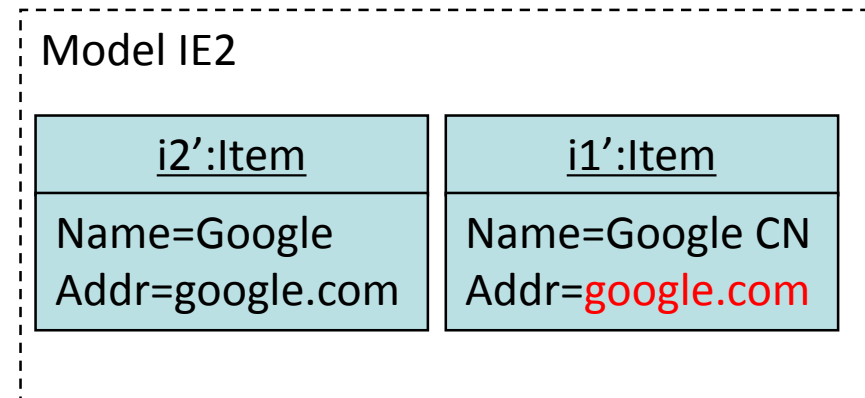 Model IE2
i2’:Item
Name=Google
Addr=google.com
i1’:Item
Name=Google CN
Addr=google.com